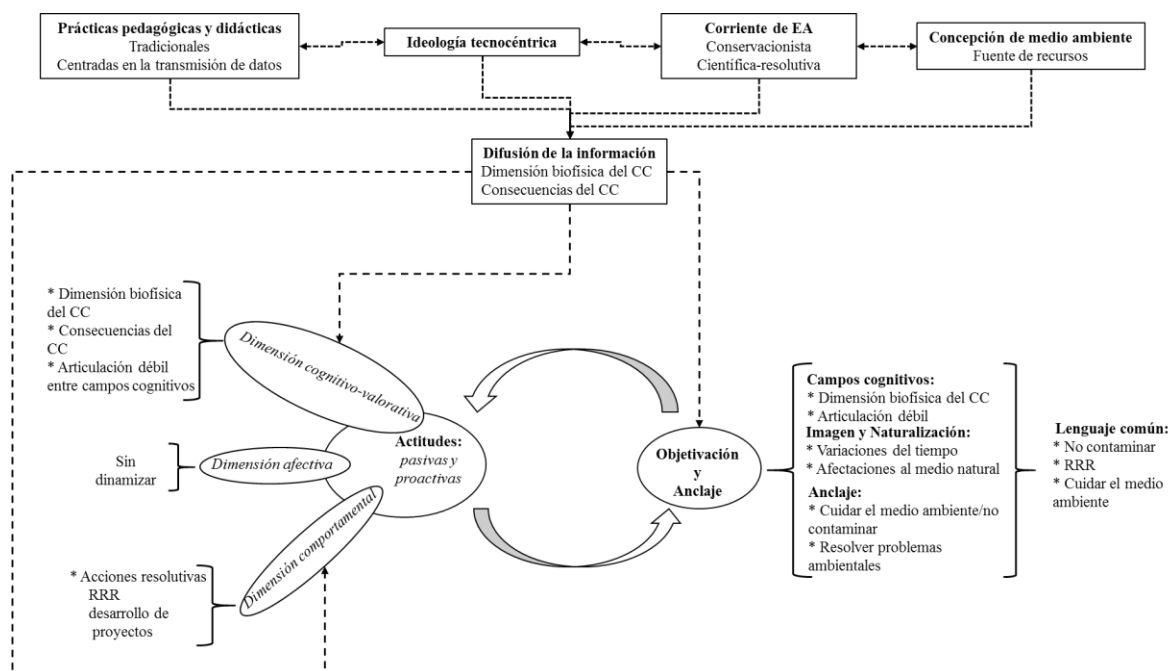 Prácticas pedagógicas y didácticas
Tradicionales
Centradas en la transmisión de datos
Ideología tecnocéntrica
Corriente de EA
Conservacionista
Científica-resolutiva
Concepción de medio ambiente
Fuente de recursos
Difusión de la información
Dimensión biofísica del CC
Consecuencias del CC
* Dimensión biofísica
del CC
* Consecuencias del
CC
* Articulación débil
entre campos cognitivos
Dimensión cognitivo-valorativa
Sin
dinamizar
Dimensión afectiva
Actitudes:
pasivas y
proactivas
* Acciones resolutivas
RRR
desarrollo de
proyectos
Dimensión comportamental
Objetivación
y
Anclaje
Campos cognitivos:
* Dimensión biofísica del CC
* Articulación débil
Imagen y Naturalización:
* Variaciones del tiempo
* Afectaciones al medio natural
Anclaje:
* Cuidar el medio ambiente/no
contaminar
* Resolver problemas
ambientales
Lenguaje común:
* No contaminar
* RRR
* Cuidar el medio
ambiente